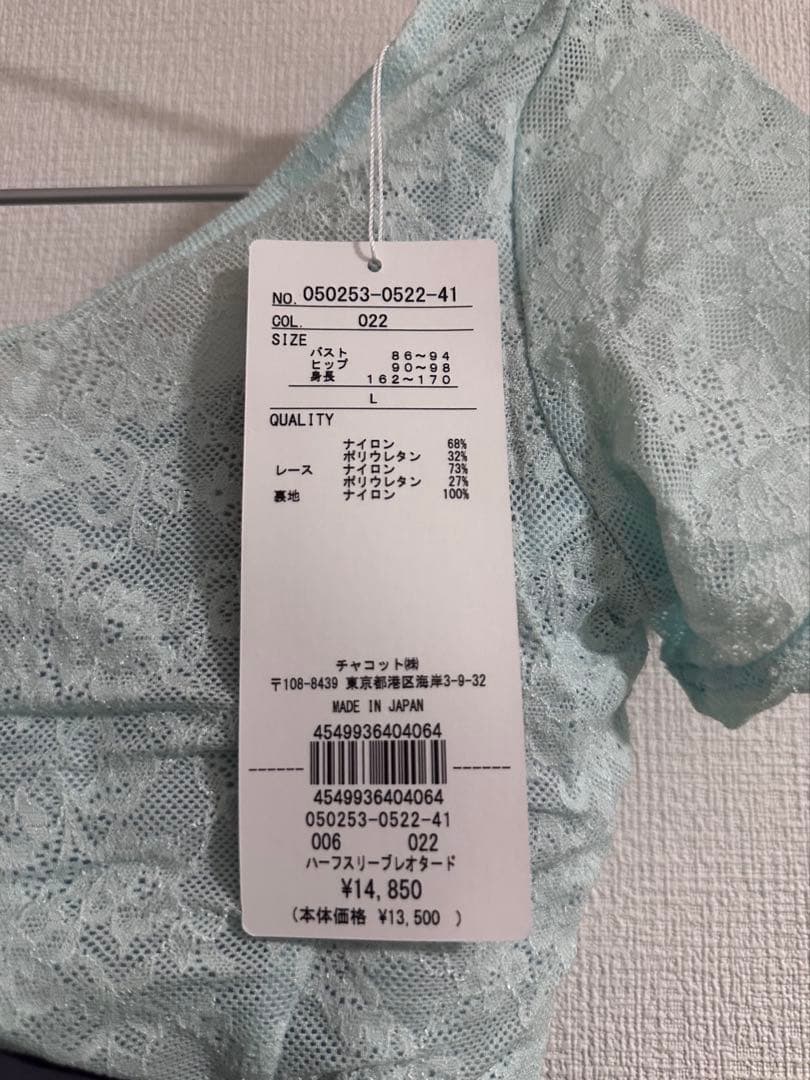 NO. 050253-0522-41
COL. 022
SIZE
バスト 86~94
ヒップ 90~98
身長 162~170
L
QUALITY
ナイロン 68%
ポリウレタン 32%
レース ナイロン 73%
ポリウレタン 27%
裏地 ナイロン 100%
チャコット㈱
〒108-8439 東京都港区海岸3-9-32
MADE IN JAPAN
4549936404064
4549936404064
050253-0522-41
006 022
ハーフスリーブレオタード
¥14,850
(本体価格 ¥13,500 )